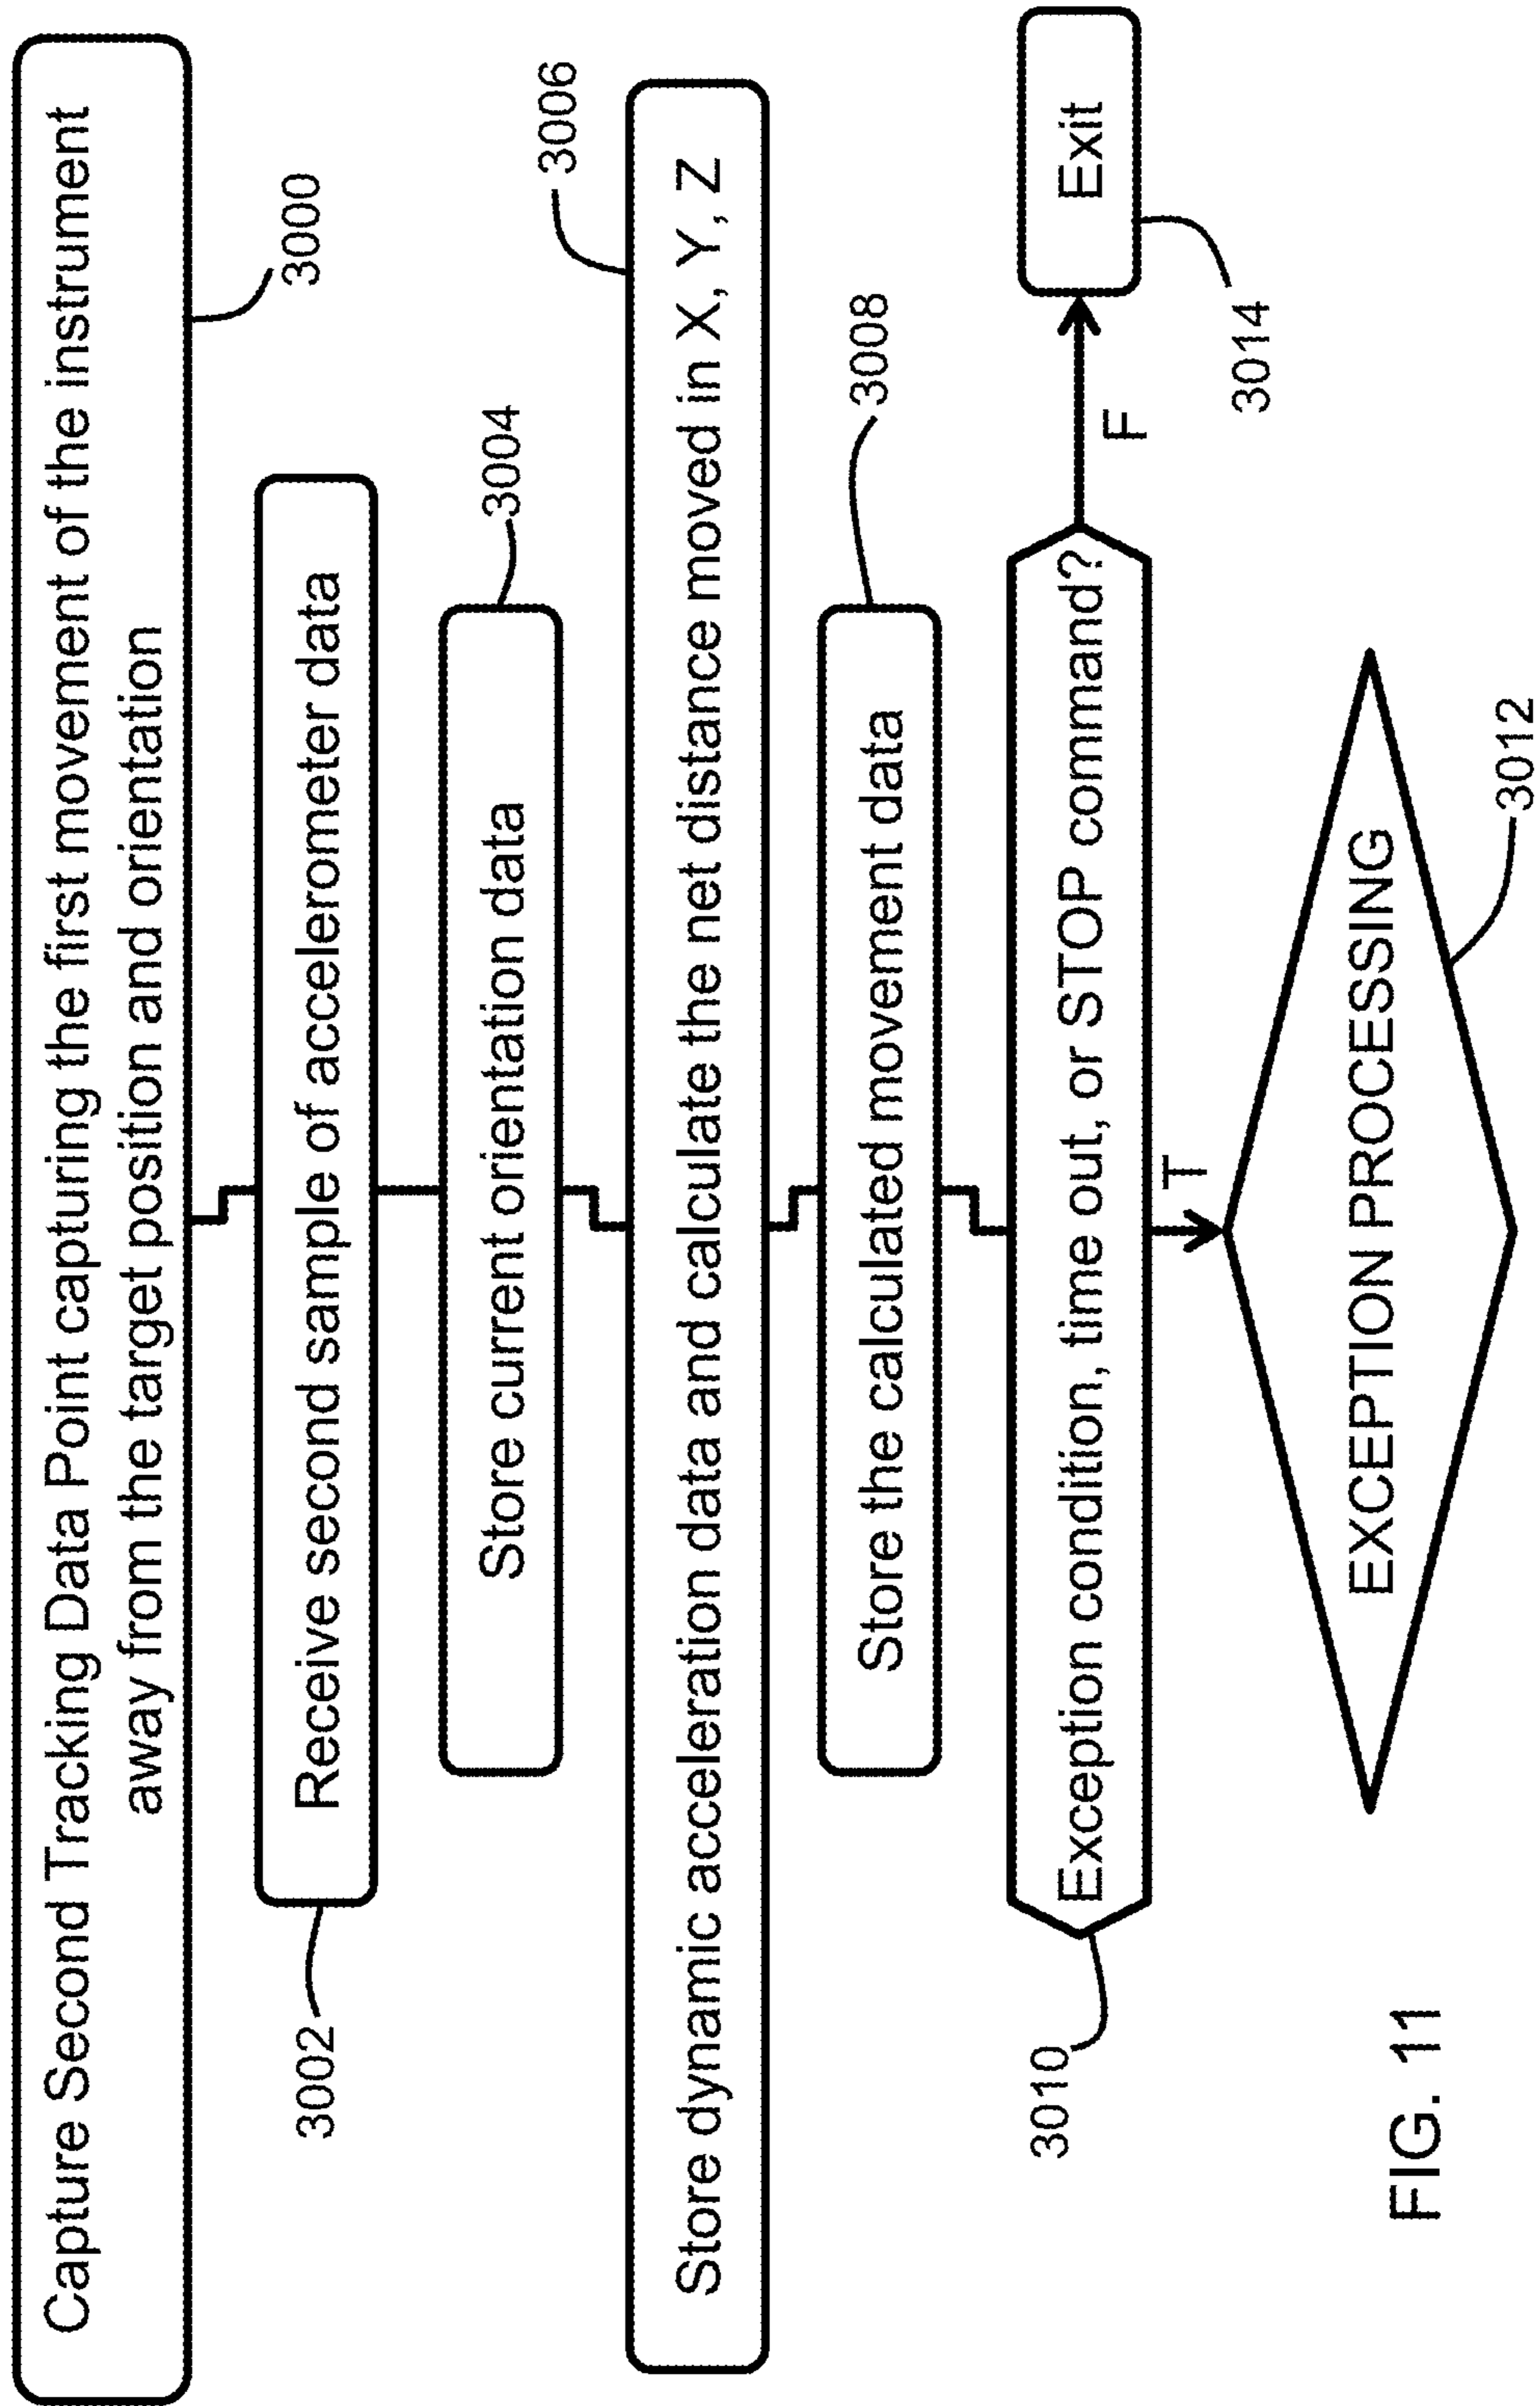 Capture Second Tracking Data Point capturing the first movement of the instrument
away from the target position and orientation
3000
Receive second sample of accelerometer data
3002
Store current orientation data
3004
Store dynamic acceleration data and calculate the net distance moved in X, Y, Z
3006
Store the calculated movement data
3008
Exception condition, time out, or STOP command?
3010
F
Exit
3014
T
EXCEPTION PROCESSING
3012
FIG. 11